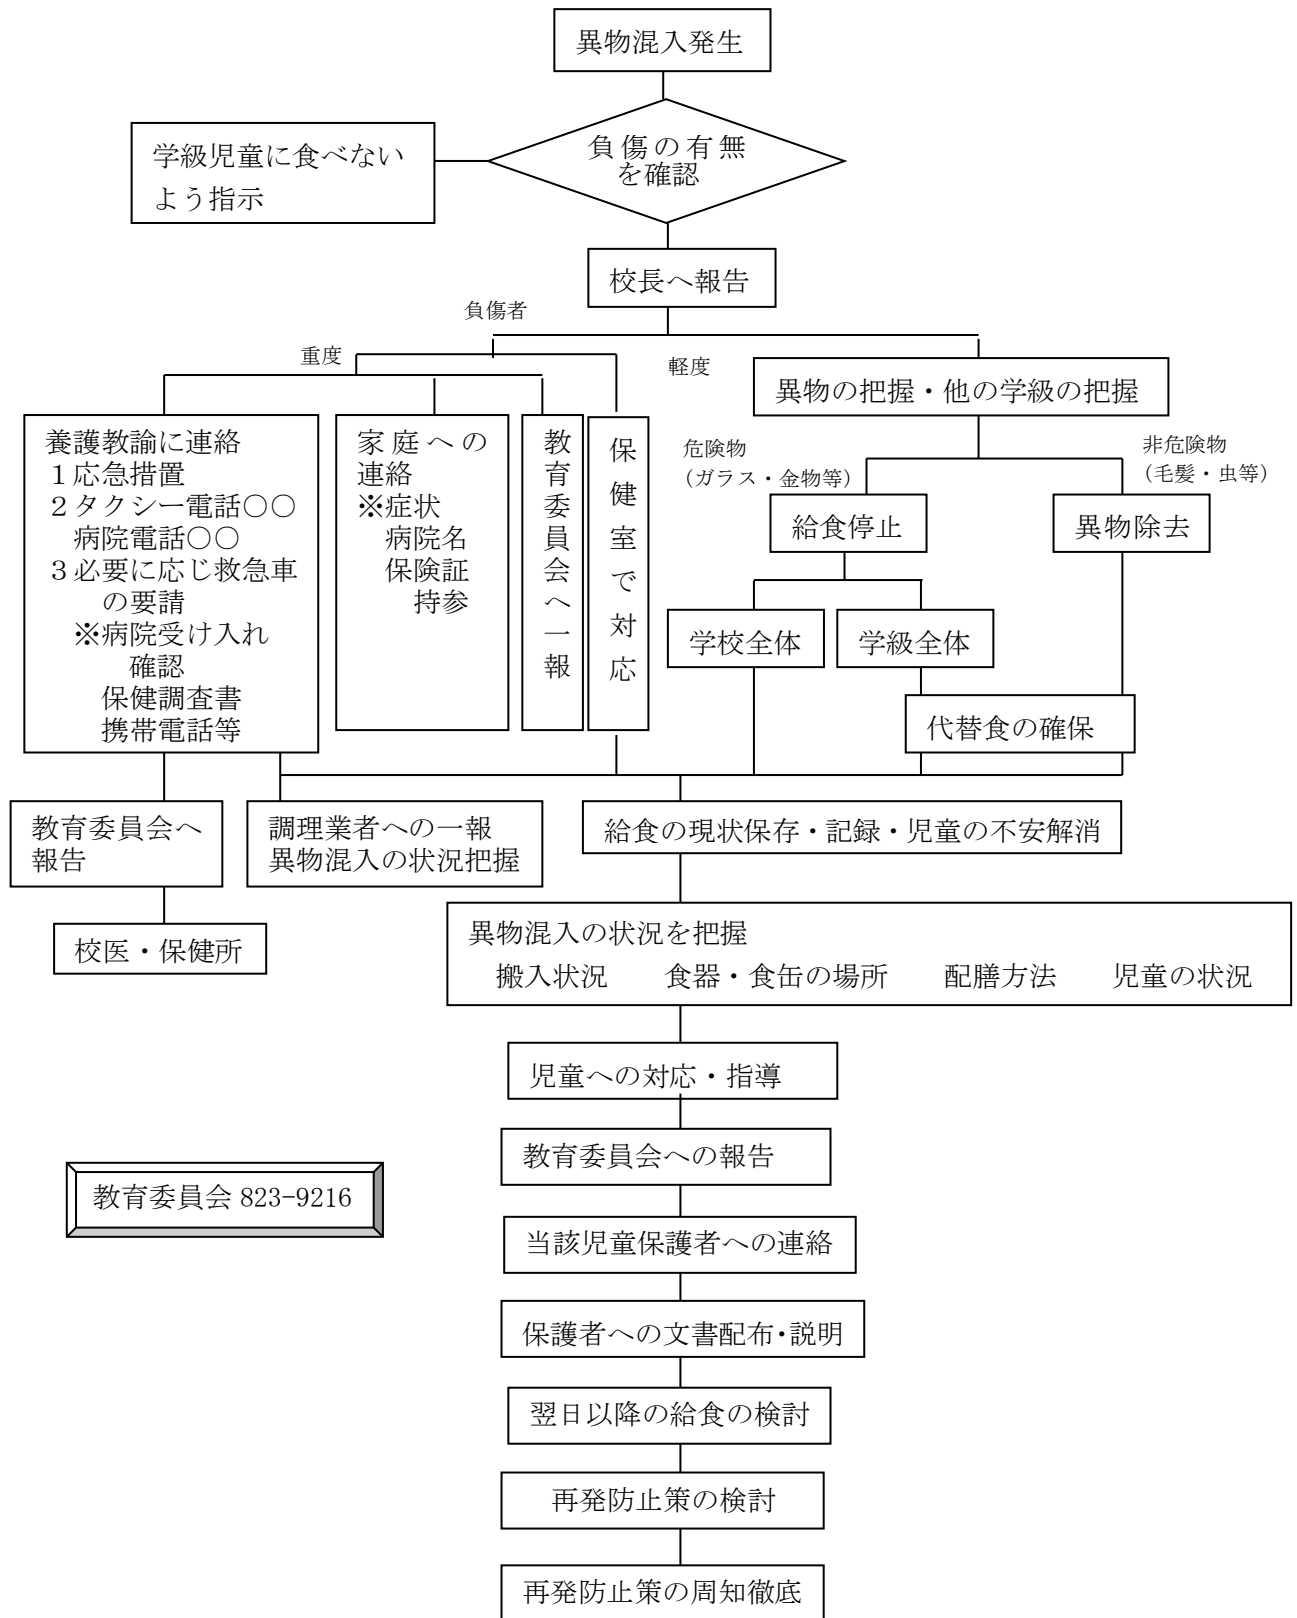 異物混入発生
負傷の有無
を確認
学級児童に食べない
よう指示
校長へ報告
負傷者
重度
軽度
異物の把握・他の学級の把握
養護教諭に連絡
1応急措置
2タクシー電話○○
病院電話○○
3必要に応じ救急車
の要請
※病院受け入れ
確認
保健調査書
携帯電話等
家庭への
連絡
※症状
病院名
保険証
持参
教育委員会へ一報
保健室で対応
危険物
(ガラス・金物等)
非危険物
(毛髪・虫等)
給食停止
異物除去
学校全体
学級全体
代替食の確保
教育委員会へ
報告
調理業者への一報
異物混入の状況把握
給食の現状保存・記録・児童の不安解消
校医・保健所
異物混入の状況を把握
搬入状況 食器・食缶の場所 配膳方法 児童の状況
児童への対応・指導
教育委員会への報告
教育委員会 823-9216
当該児童保護者への連絡
保護者への文書配布・説明
翌日以降の給食の検討
再発防止策の検討
再発防止策の周知徹底